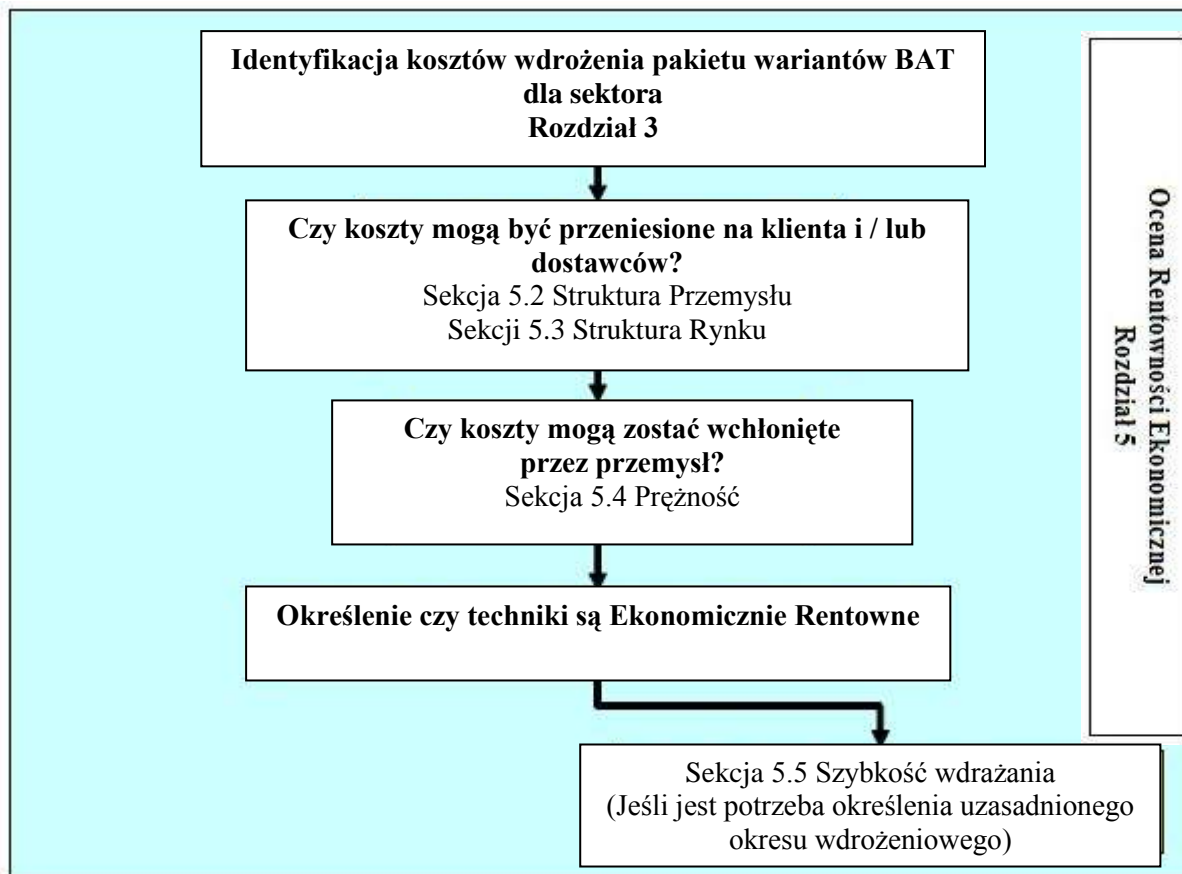 Identyfikacja kosztów wdrożenia pakietu wariantów BAT
dla sektora
Rozdział 3
Czy koszty mogą być przeniesione na klienta i / lub
dostawców?
Sekcja 5.2 Struktura Przemysłu
Sekcji 5.3 Struktura Rynku
Czy koszty mogą zostać wchłonięte
przez przemysł?
Sekcja 5.4 Prężność
Określenie czy techniki są Ekonomicznie Rentowne
Sekcja 5.5 Szybkość wdrażania
(Jeśli jest potrzeba określenia uzasadnionego
okresu wdrożeniowego)
Ocena Rentowności Ekonomicznej
Rozdział 5